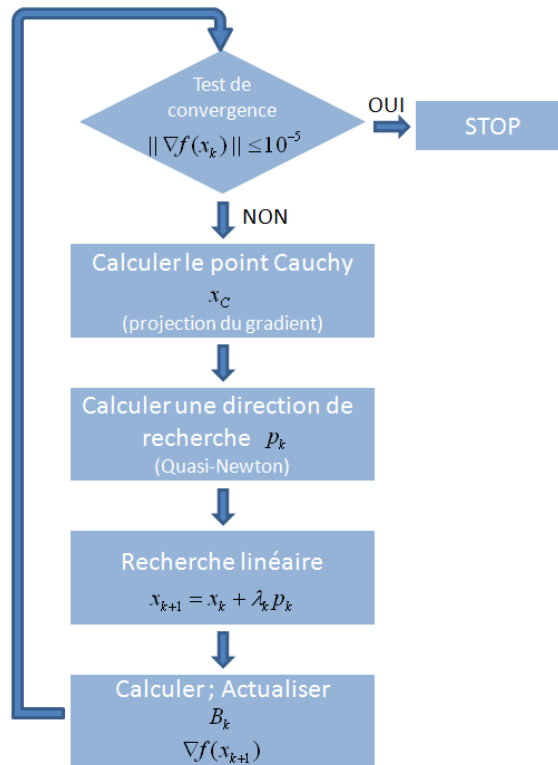 Test de
convergence
|| ∇f(x_k) || ≤10^{-5}
OUI
STOP
NON
Calculer le point Cauchy
x_C
(projection du gradient)
Calculer une direction de
recherche p_k
(Quasi-Newton)
Recherche linéaire
x_{k+1} = x_k + λ_k p_k
Calculer ; Actualiser
B_k
∇f(x_{k+1})